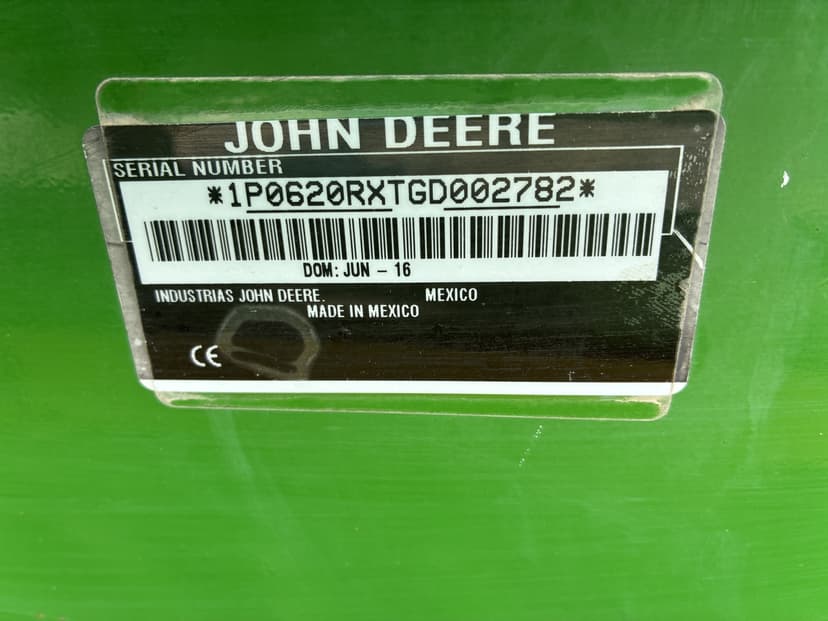 JOHN DEERE
SERIAL NUMBER
*1P0620RXTGD002782*
DOM: JUN - 16
INDUSTRIAS JOHN DEERE. MEXICO
MADE IN MEXICO
CE